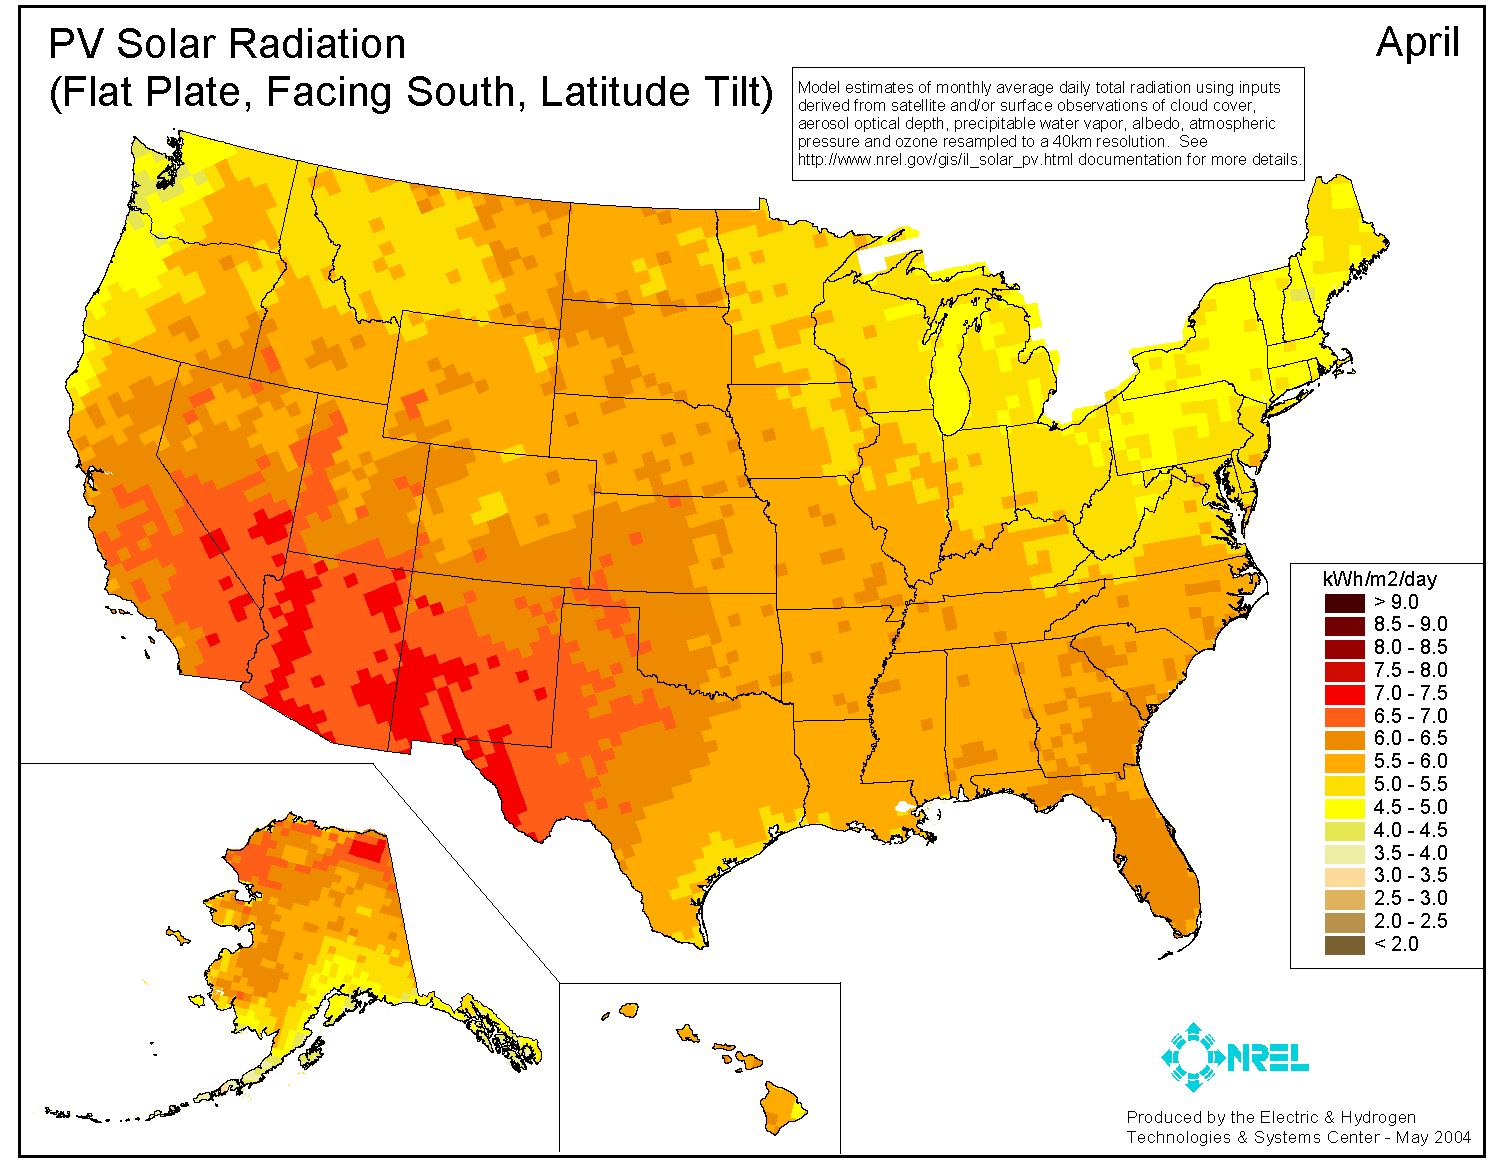 PV Solar Radiation
(Flat Plate, Facing South, Latitude Tilt)
April
Model estimates of monthly average daily total radiation using inputs
derived from satellite and/or surface observations of cloud cover,
aerosol optical depth, precipitable water vapor, albedo, atmospheric
pressure and ozone resampled to a 40km resolution. See
http://www.nrel.gov/gis/il_solar_pv.html documentation for more details.
kWh/m2/day
> 9.0
8.5 - 9.0
8.0 - 8.5
7.5 - 8.0
7.0 - 7.5
6.5 - 7.0
6.0 - 6.5
5.5 - 6.0
5.0 - 5.5
4.5 - 5.0
4.0 - 4.5
3.5 - 4.0
3.0 - 3.5
2.5 - 3.0
2.0 - 2.5
< 2.0
NREL
Produced by the Electric & Hydrogen
Technologies & Systems Center - May 2004